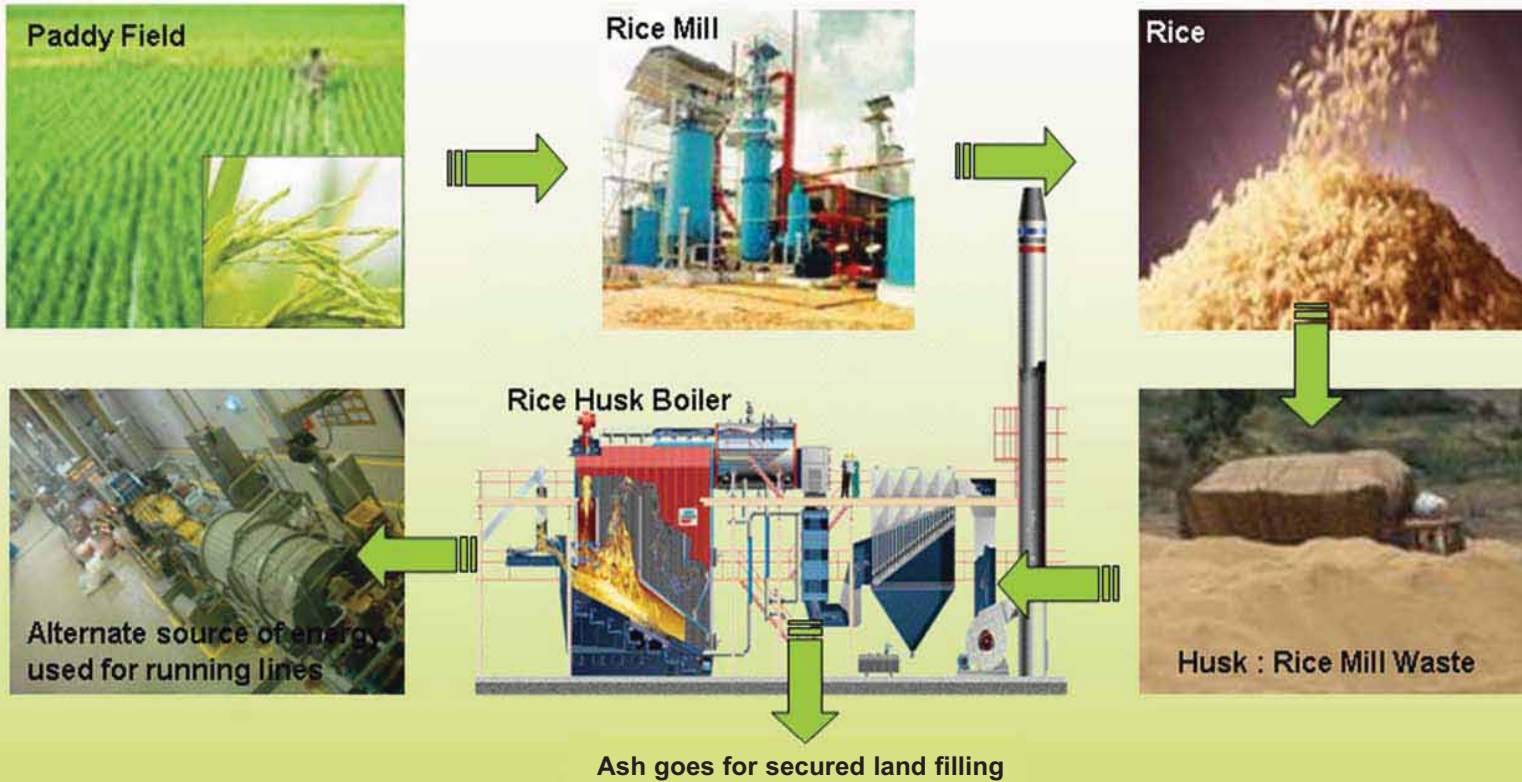 Paddy Field
Rice Mill
Rice
Rice Husk Boiler
Alternate source of energy
used for running lines
Husk : Rice Mill Waste
Ash goes for secured land filling